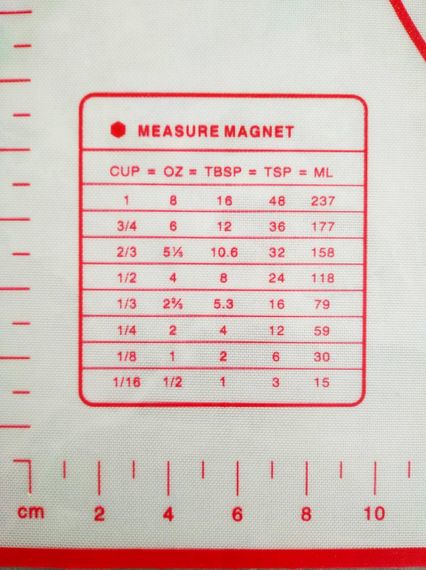 MEASURE MAGNET
CUP = OZ = TBSP = TSP = ML
1 8 16 48 237
3/4 6 12 36 177
2/3 5⅓ 10.6 32 158
1/2 4 8 24 118
1/3 2⅔ 5.3 16 79
1/4 2 4 12 59
1/8 1 2 6 30
1/16 1/2 1 3 15
cm 2 4 6 8 10